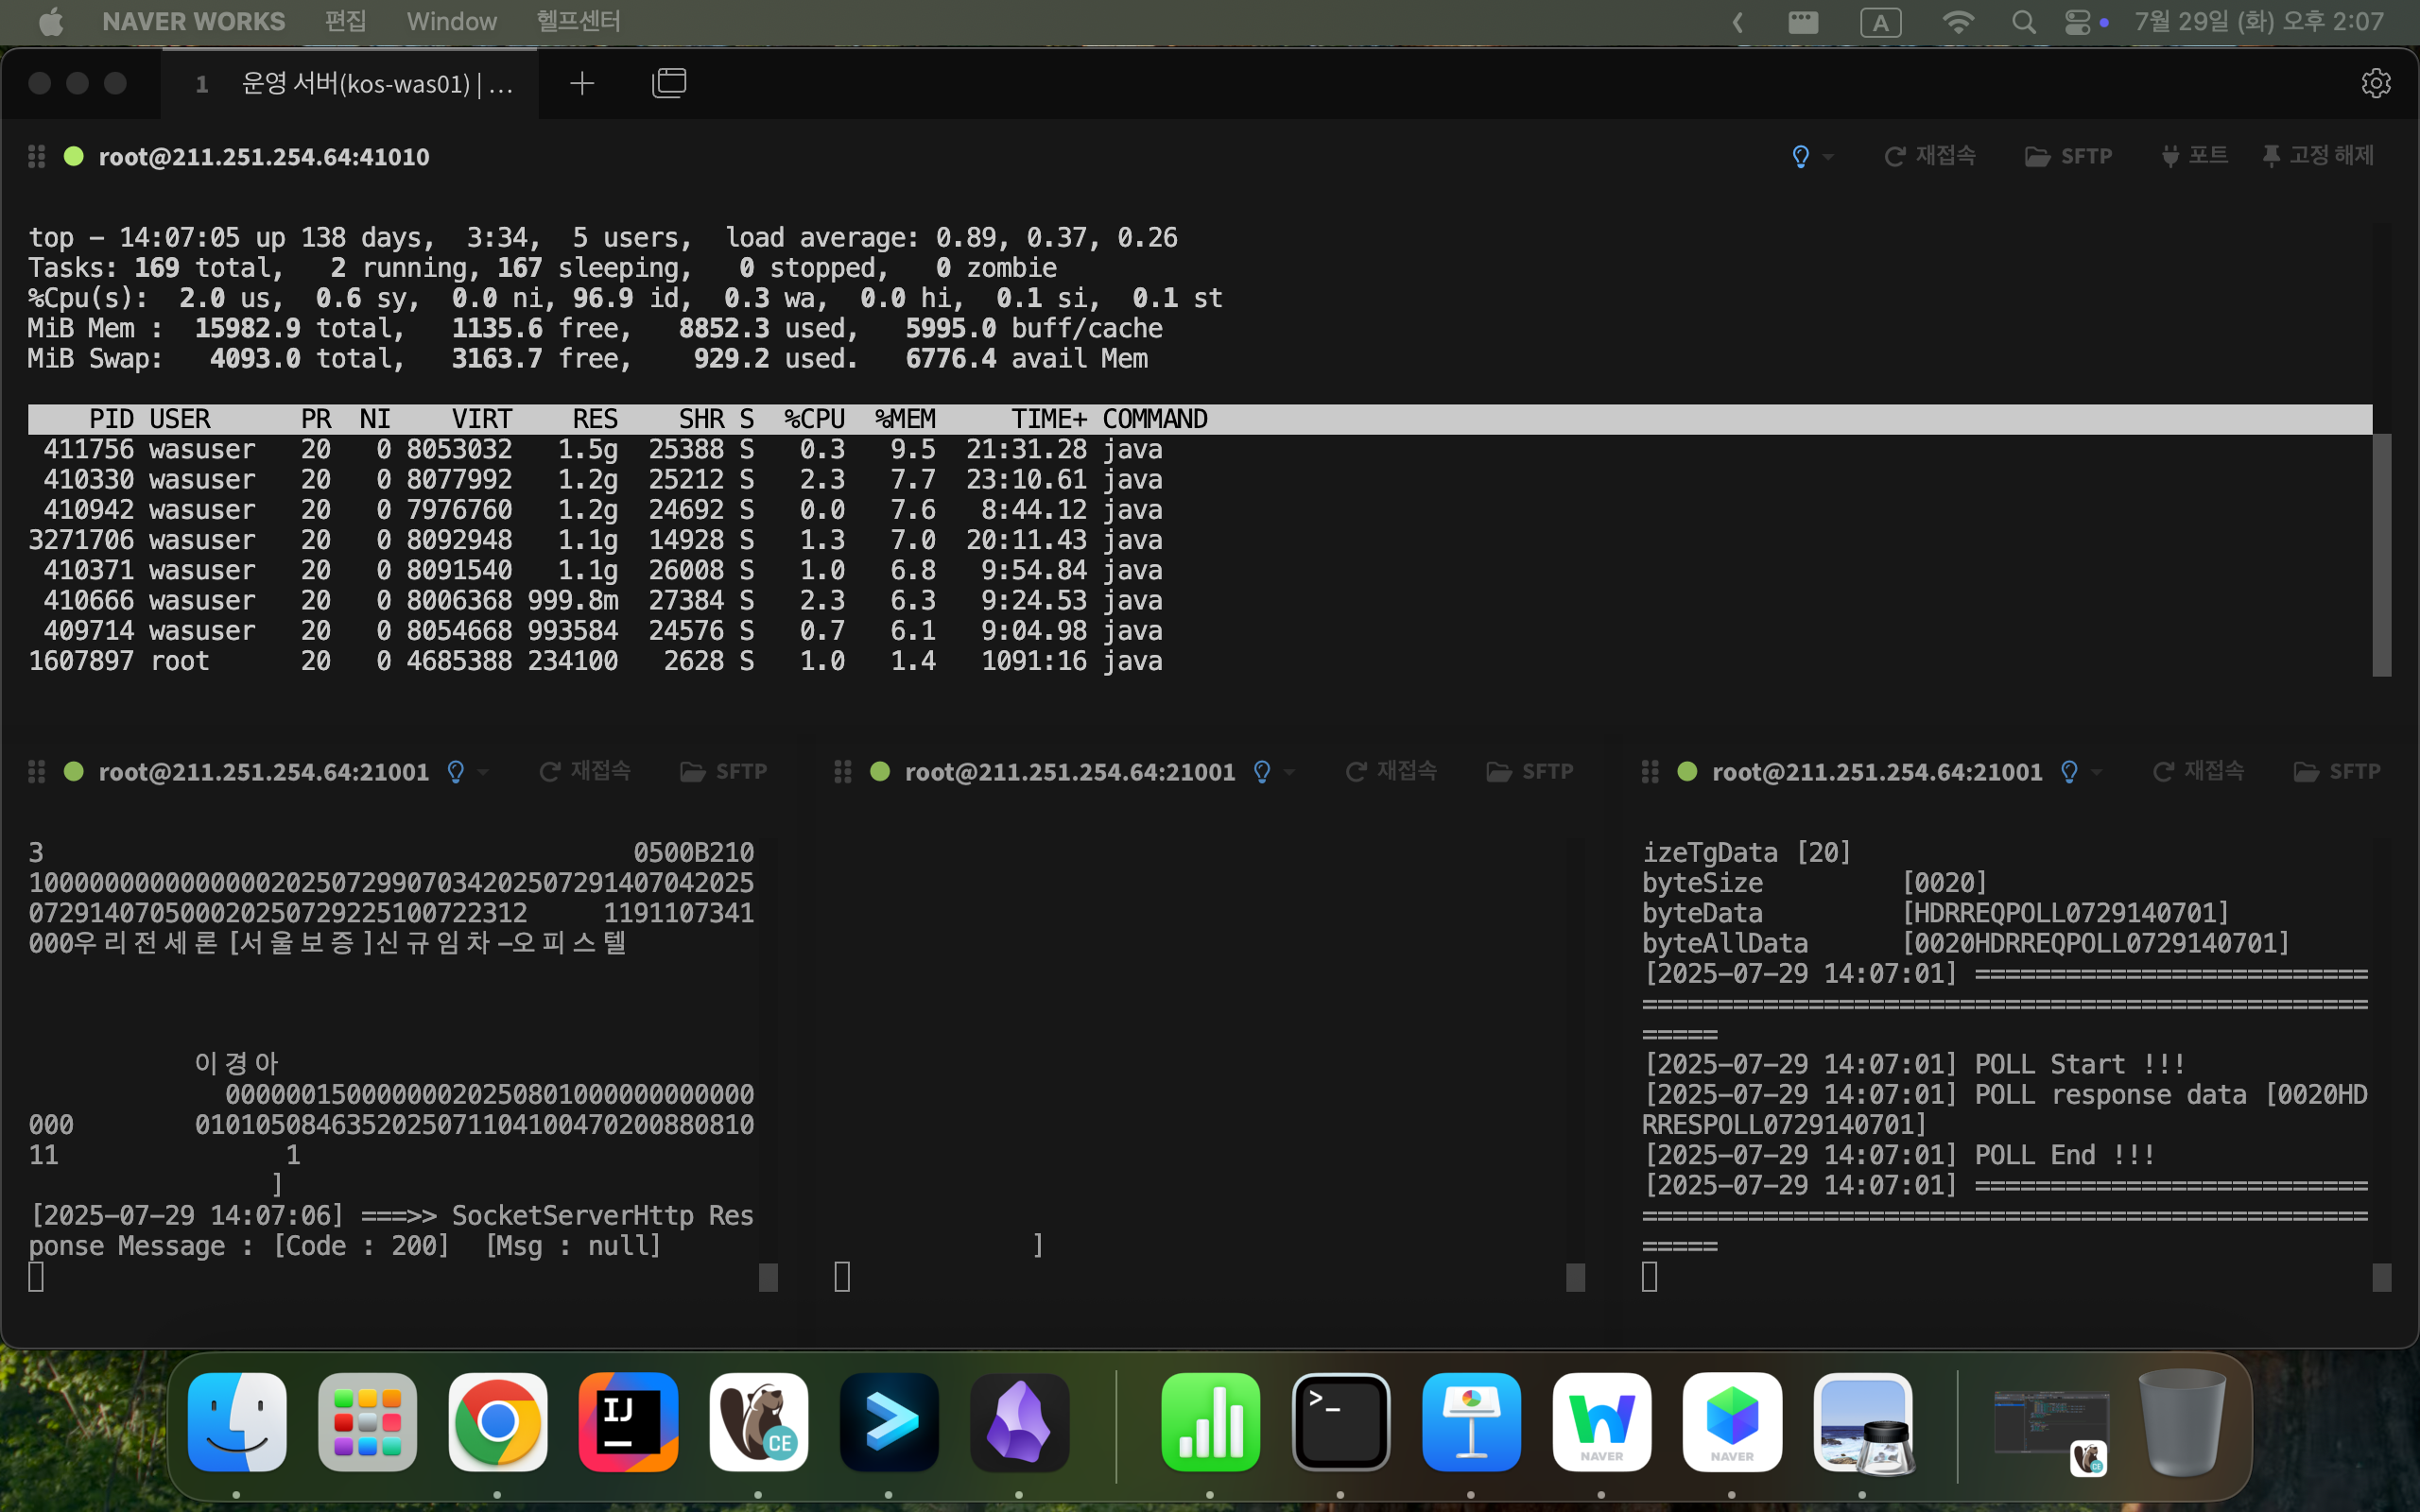 NAVER WORKS 편집 Window 헬프센터 A 7월 29일 (화) 오후 2:07
1 운영 서버(kos-was01) | ...
root@211.251.254.64:41010 재접속 SFTP 포트 고정 해제
top - 14:07:05 up 138 days, 3:34, 5 users, load average: 0.89, 0.37, 0.26
Tasks: 169 total, 2 running, 167 sleeping, 0 stopped, 0 zombie
%Cpu(s): 2.0 us, 0.6 sy, 0.0 ni, 96.9 id, 0.3 wa, 0.0 hi, 0.1 si, 0.1 st
MiB Mem : 15982.9 total, 1135.6 free, 8852.3 used, 5995.0 buff/cache
MiB Swap: 4093.0 total, 3163.7 free, 929.2 used. 6776.4 avail Mem
PID USER PR NI VIRT RES SHR S %CPU %MEM TIME+ COMMAND
411756 wasuser 20 0 8053032 1.5g 25388 S 0.3 9.5 21:31.28 java
410330 wasuser 20 0 8077992 1.2g 25212 S 2.3 7.7 23:10.61 java
410942 wasuser 20 0 7976760 1.2g 24692 S 0.0 7.6 8:44.12 java
3271706 wasuser 20 0 8092948 1.1g 14928 S 1.3 7.0 20:11.43 java
410371 wasuser 20 0 8091540 1.1g 26008 S 1.0 6.8 9:54.84 java
410666 wasuser 20 0 8006368 999.8m 27384 S 2.3 6.3 9:24.53 java
409714 wasuser 20 0 8054668 993584 24576 S 0.7 6.1 9:04.98 java
1607897 root 20 0 4685388 234100 2628 S 1.0 1.4 1091:16 java
root@211.251.254.64:21001 재접속 SFTP
3 0500B210
100000000000000020250729907034202507291407042025
072914070500020250729225100722312 1191107341
000우리전세론[서울보증]신규임차-오피스텔
이경아
00000015000000020250801000000000000
000 0101050846352025071104100470200880810
11 1
]
[2025-07-29 14:07:06] ===>> SocketServerHttp Res
ponse Message : [Code : 200] [Msg : null]
root@211.251.254.64:21001 재접속 SFTP
]
root@211.251.254.64:21001 재접속 SFTP
izeTgData [20]
byteSize [0020]
byteData [HDRREQPOLL0729140701]
byteAllData [0020HDRREQPOLL0729140701]
[2025-07-29 14:07:01] ==========================
================================================
=====
[2025-07-29 14:07:01] POLL Start !!!
[2025-07-29 14:07:01] POLL response data [0020HD
RRESPOLL0729140701]
[2025-07-29 14:07:01] POLL End !!!
[2025-07-29 14:07:01] ==========================
================================================
=====
IJ CE >_ NAVER NAVER CE